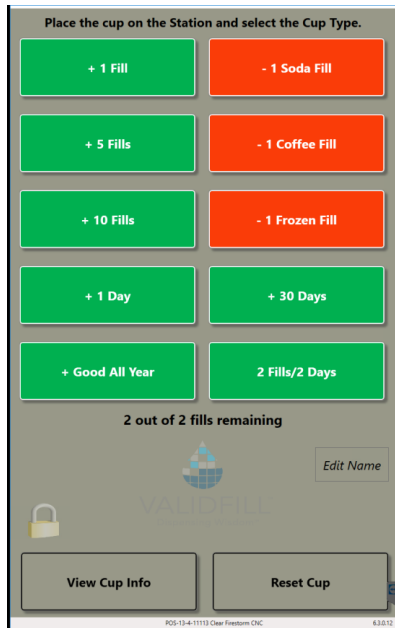 Place the cup on the Station and select the Cup Type.
+ 1 Fill
- 1 Soda Fill
+ 5 Fills
- 1 Coffee Fill
+ 10 Fills
- 1 Frozen Fill
+ 1 Day
+ 30 Days
+ Good All Year
2 Fills/2 Days
2 out of 2 fills remaining
Edit Name
VALIDFILL
View Cup Info
Reset Cup
POS-13-4-11113 Clear Firestorm CNC
6.3.0.12